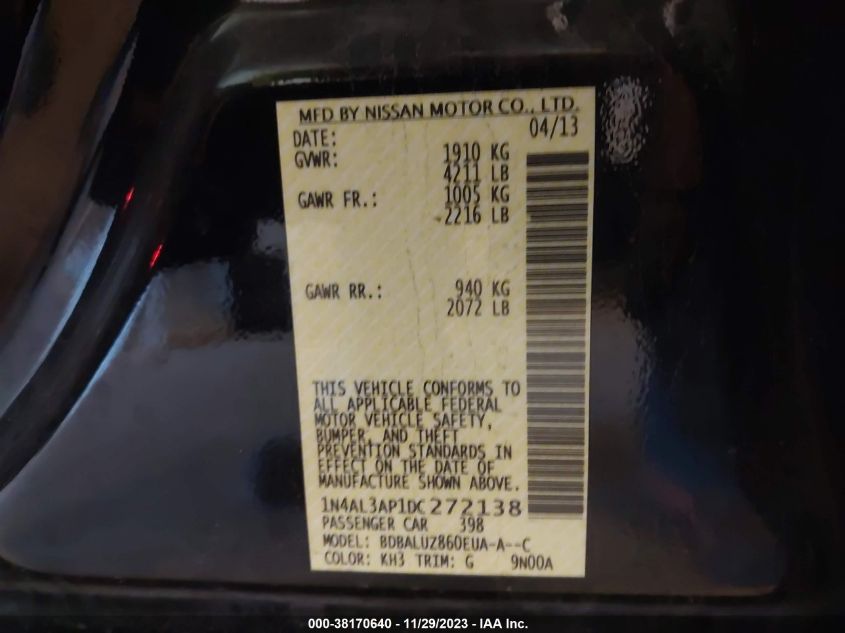 MFD BY NISSAN MOTOR CO., LTD.
DATE: 04/13
GVWR: 1910 KG
4211 LB
GAWR FR.: 1005 KG
2216 LB
GAWR RR.: 940 KG
2072 LB
THIS VEHICLE CONFORMS TO
ALL APPLICABLE FEDERAL
MOTOR VEHICLE SAFETY,
BUMPER, AND THEFT
PREVENTION STANDARDS IN
EFFECT ON THE DATE OF
MANUFACTURE SHOWN ABOVE.
1N4AL3AP1DC272138
PASSENGER CAR 398
MODEL: BDBALUZ860EUA-A--C
COLOR: KH3 TRIM: G 9N00A
000-38170640 - 11/29/2023 - IAA Inc.